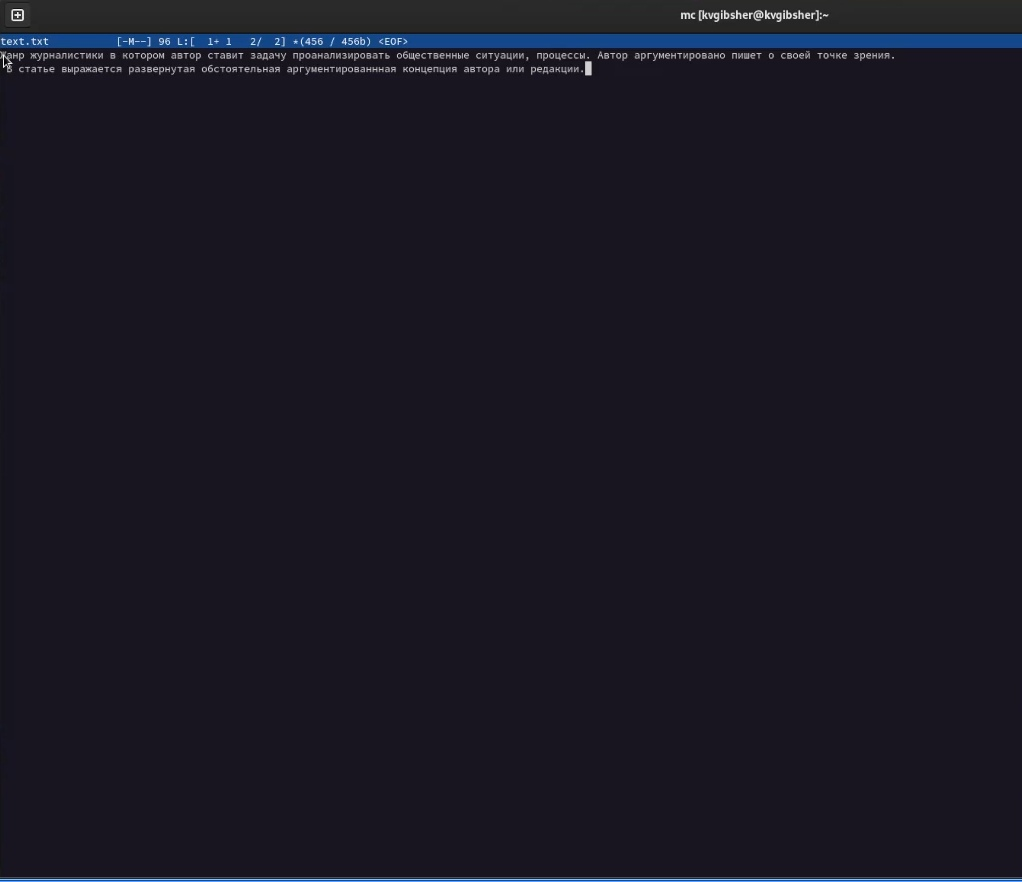 mc [kvgibsher@kvgibsher]:~
text.txt [-M--] 96 L:[ 1+ 1 2/ 2] *(456 / 456b) <EOF>
Жанр журналистики в котором автор ставит задачу проанализировать общественные ситуации, процессы. Автор аргументировано пишет о своей точке зрения.
В статье выражается развернутая обстоятельная аргументированнная концепция автора или редакции.